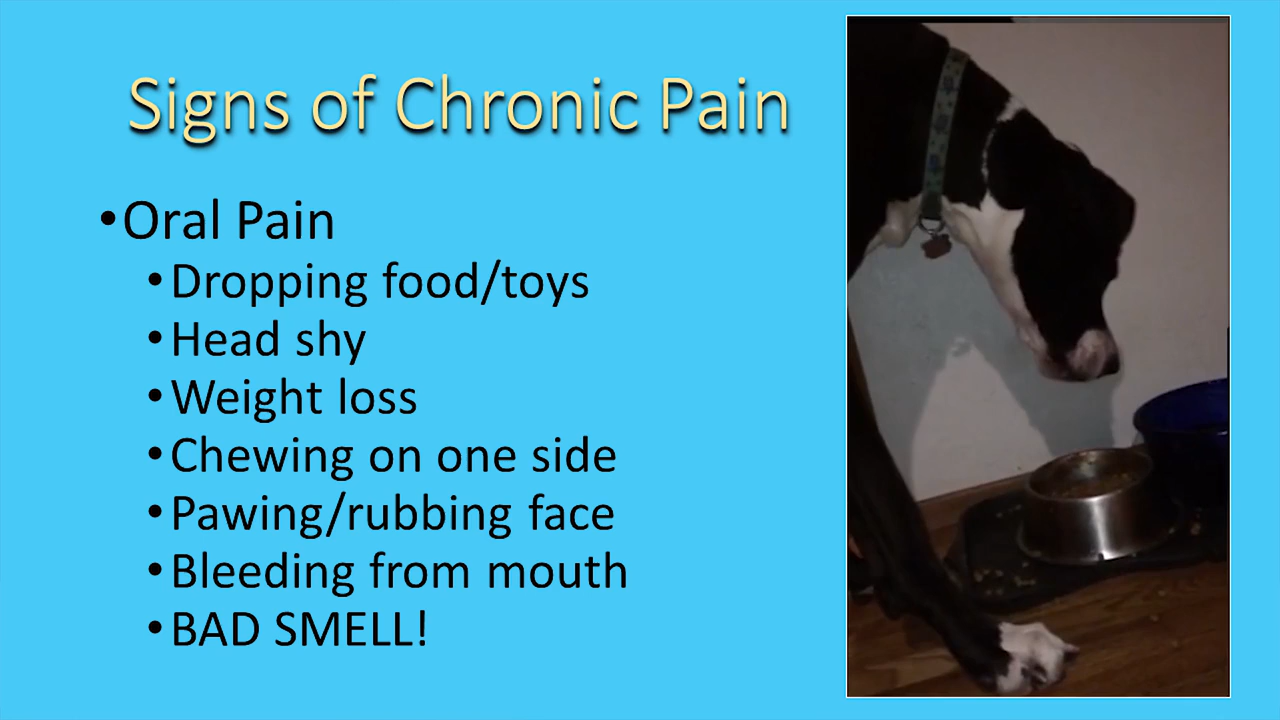 Signs of Chronic Pain
•Oral Pain
•Dropping food/toys
•Head shy
•Weight loss
•Chewing on one side
•Pawing/rubbing face
•Bleeding from mouth
•BAD SMELL!